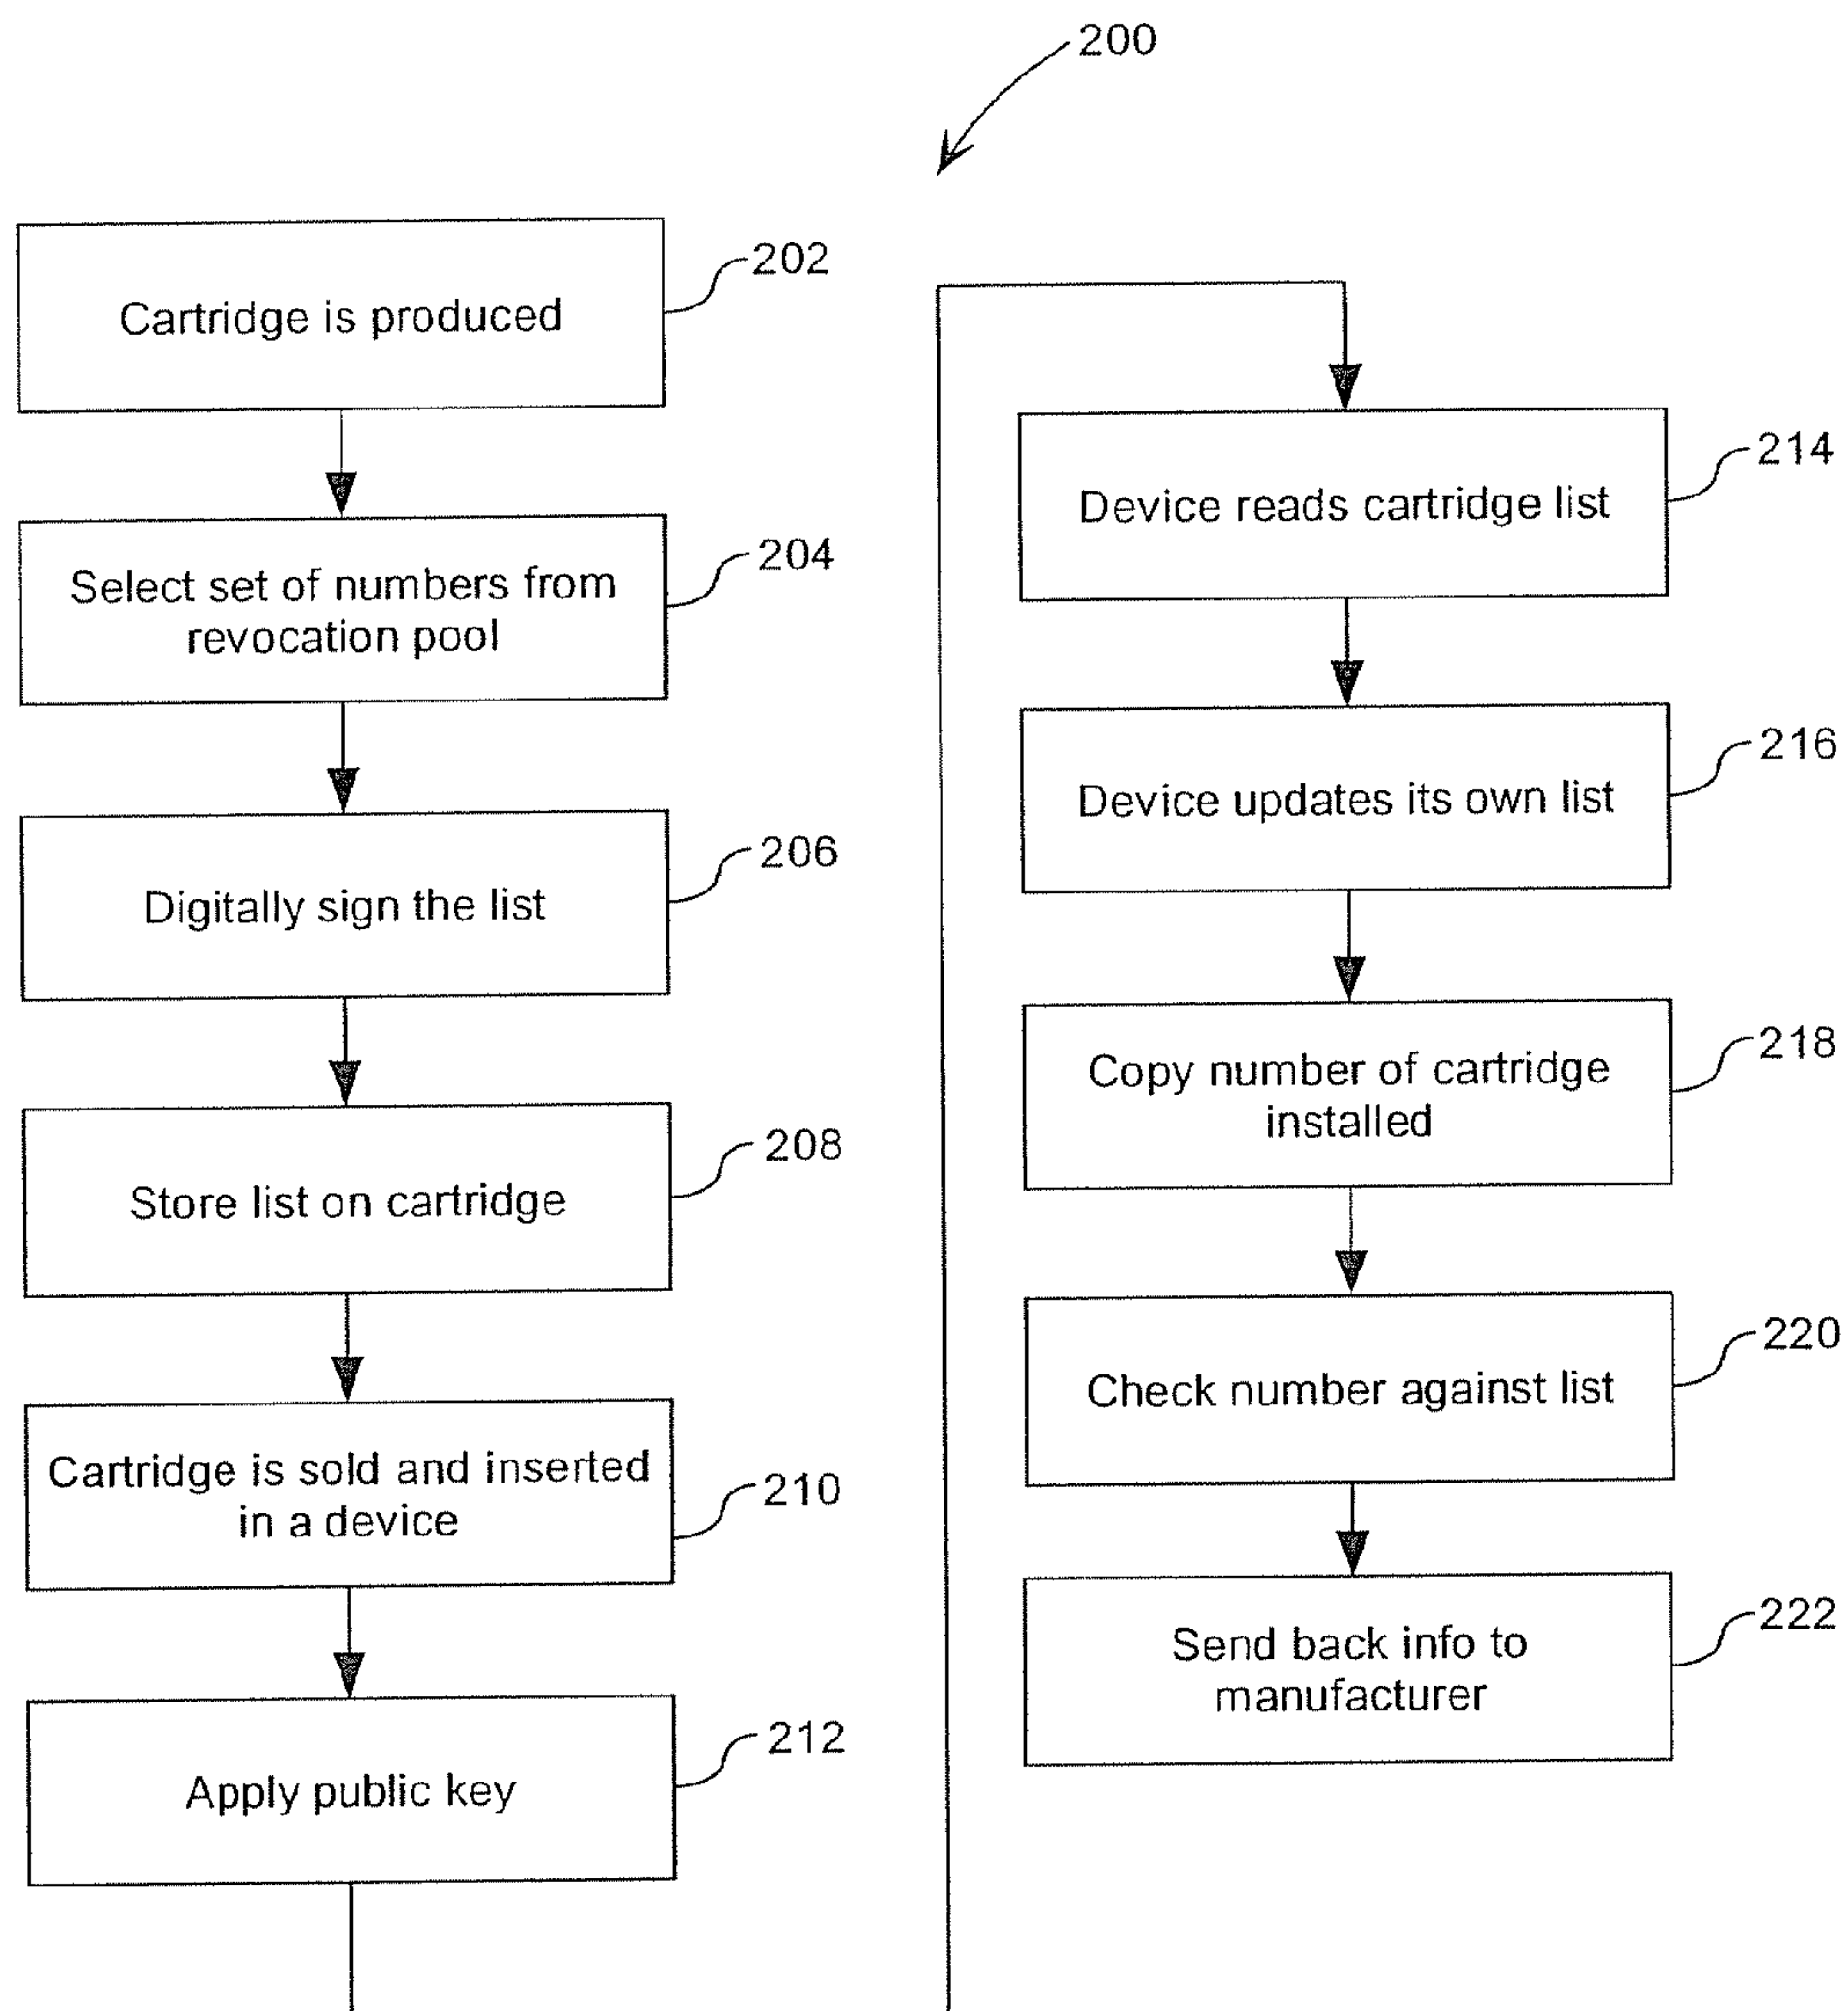 200
Cartridge is produced
202
Select set of numbers from
revocation pool
204
Digitally sign the list
206
Store list on cartridge
208
Cartridge is sold and inserted
in a device
210
Apply public key
212
Device reads cartridge list
214
Device updates its own list
216
Copy number of cartridge
installed
218
Check number against list
220
Send back info to
manufacturer
222